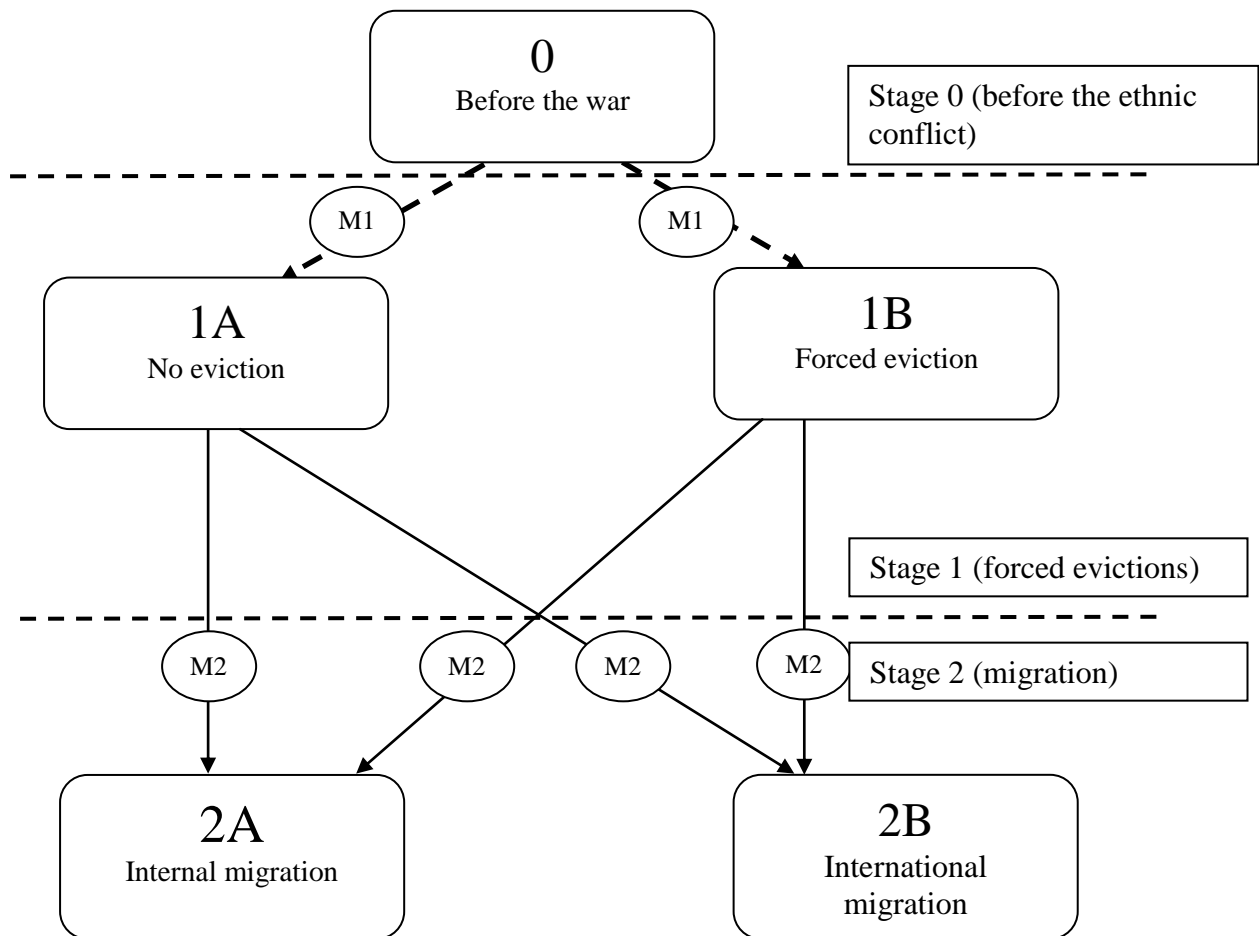 0
Before the war
Stage 0 (before the ethnic
conflict)
M1
M1
1A
No eviction
1B
Forced eviction
Stage 1 (forced evictions)
M2
M2
M2
M2
Stage 2 (migration)
2A
Internal migration
2B
International
migration